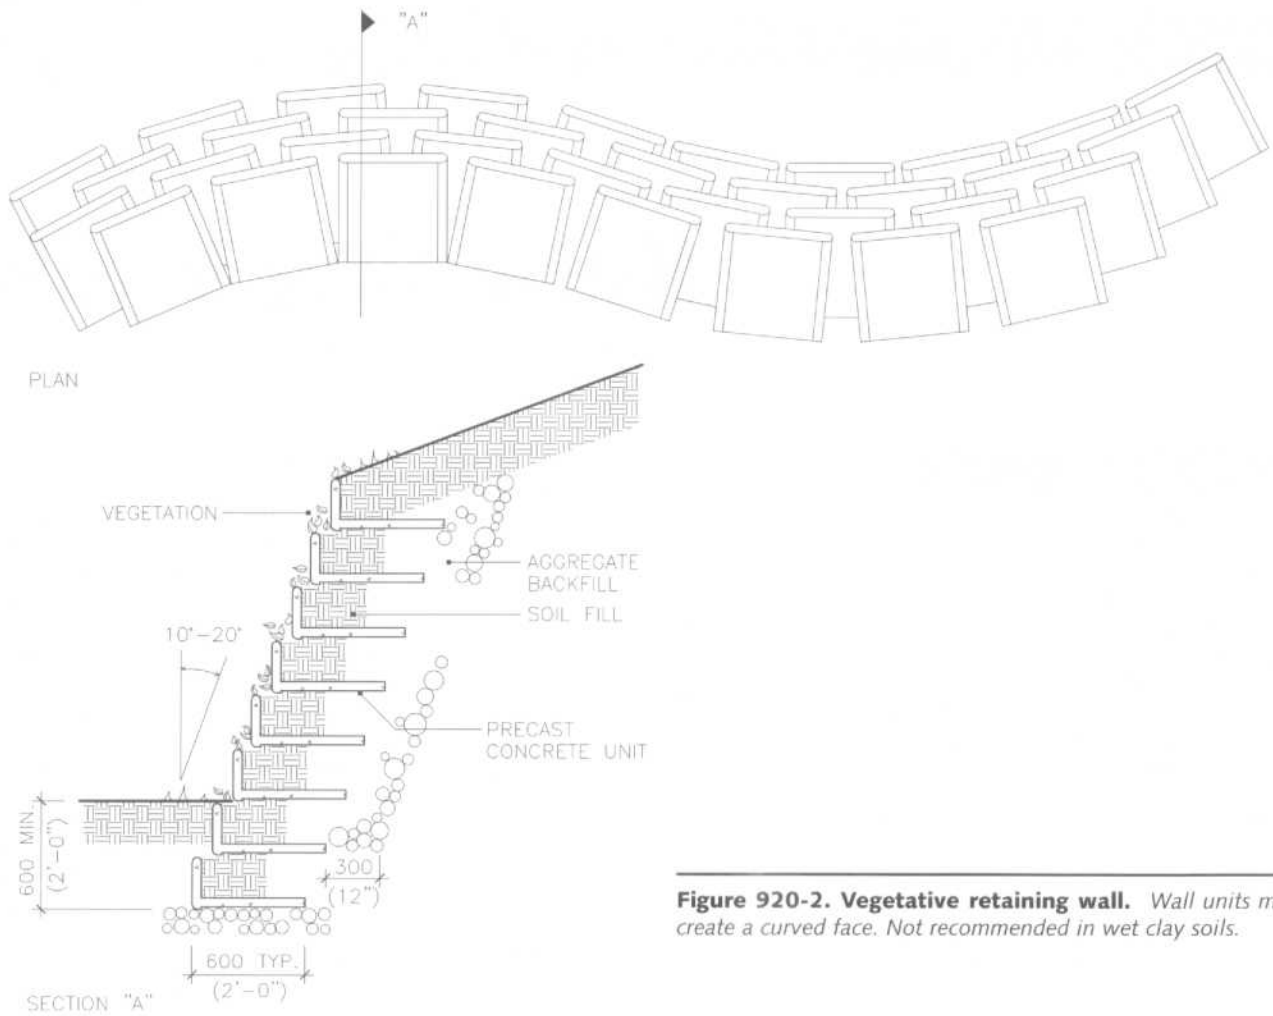 "A"
PLAN
VEGETATION
AGGREGATE
BACKFILL
SOIL FILL
10°–20°
PRECAST
CONCRETE UNIT
600 MIN.
(2'–0")
300
(12")
600 TYP.
(2'–0")
SECTION "A"
Figure 920-2. Vegetative retaining wall. Wall units
create a curved face. Not recommended in wet clay soils.